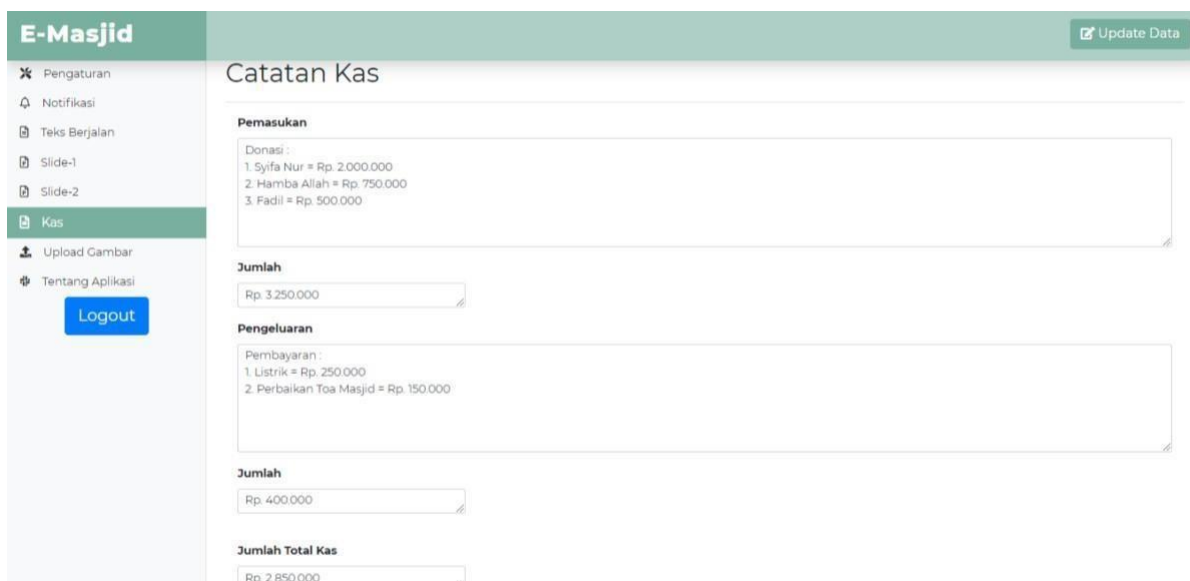 E-Masjid
Update Data
Pengaturan
Notifikasi
Teks Berjalan
Slide-1
Slide-2
Kas
Upload Gambar
Tentang Aplikasi
Logout
Catatan Kas
Pemasukan
Donasi :
1. Syifa Nur = Rp. 2.000.000
2. Hamba Allah = Rp. 750.000
3. Fadil = Rp. 500.000
Jumlah
Rp. 3.250.000
Pengeluaran
Pembayaran :
1. Listrik = Rp. 250.000
2. Perbaikan Toa Masjid = Rp. 150.000
Jumlah
Rp. 400.000
Jumlah Total Kas
Rp. 2.850.000